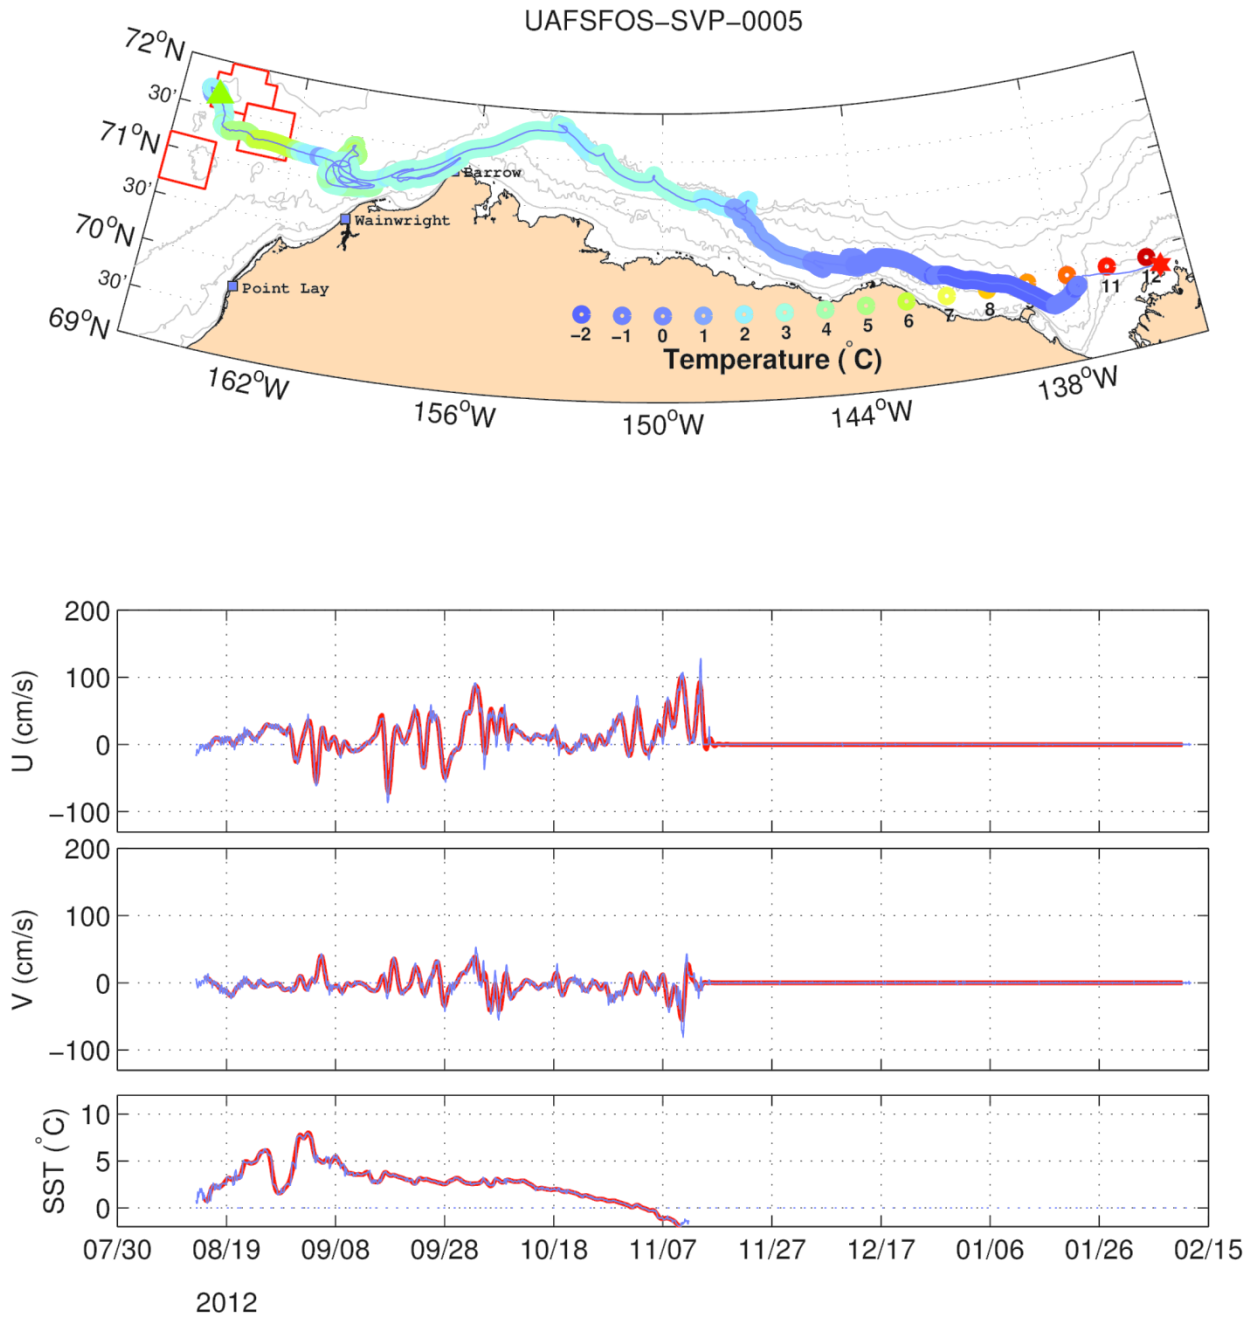 UAFSFOS−SVP−0005
72°N
30'
71°N
30'
70°N
30'
69°N
Barrow
Wainwright
Point Lay
−2 −1 0 1 2 3 4 5 6 7 8 11 12
Temperature (°C)
162°W 156°W 150°W 144°W 138°W
200
100
0
−100
U (cm/s)
200
100
0
−100
V (cm/s)
10
5
0
SST (°C)
07/30 08/19 09/08 09/28 10/18 11/07 11/27 12/17 01/06 01/26 02/15
2012